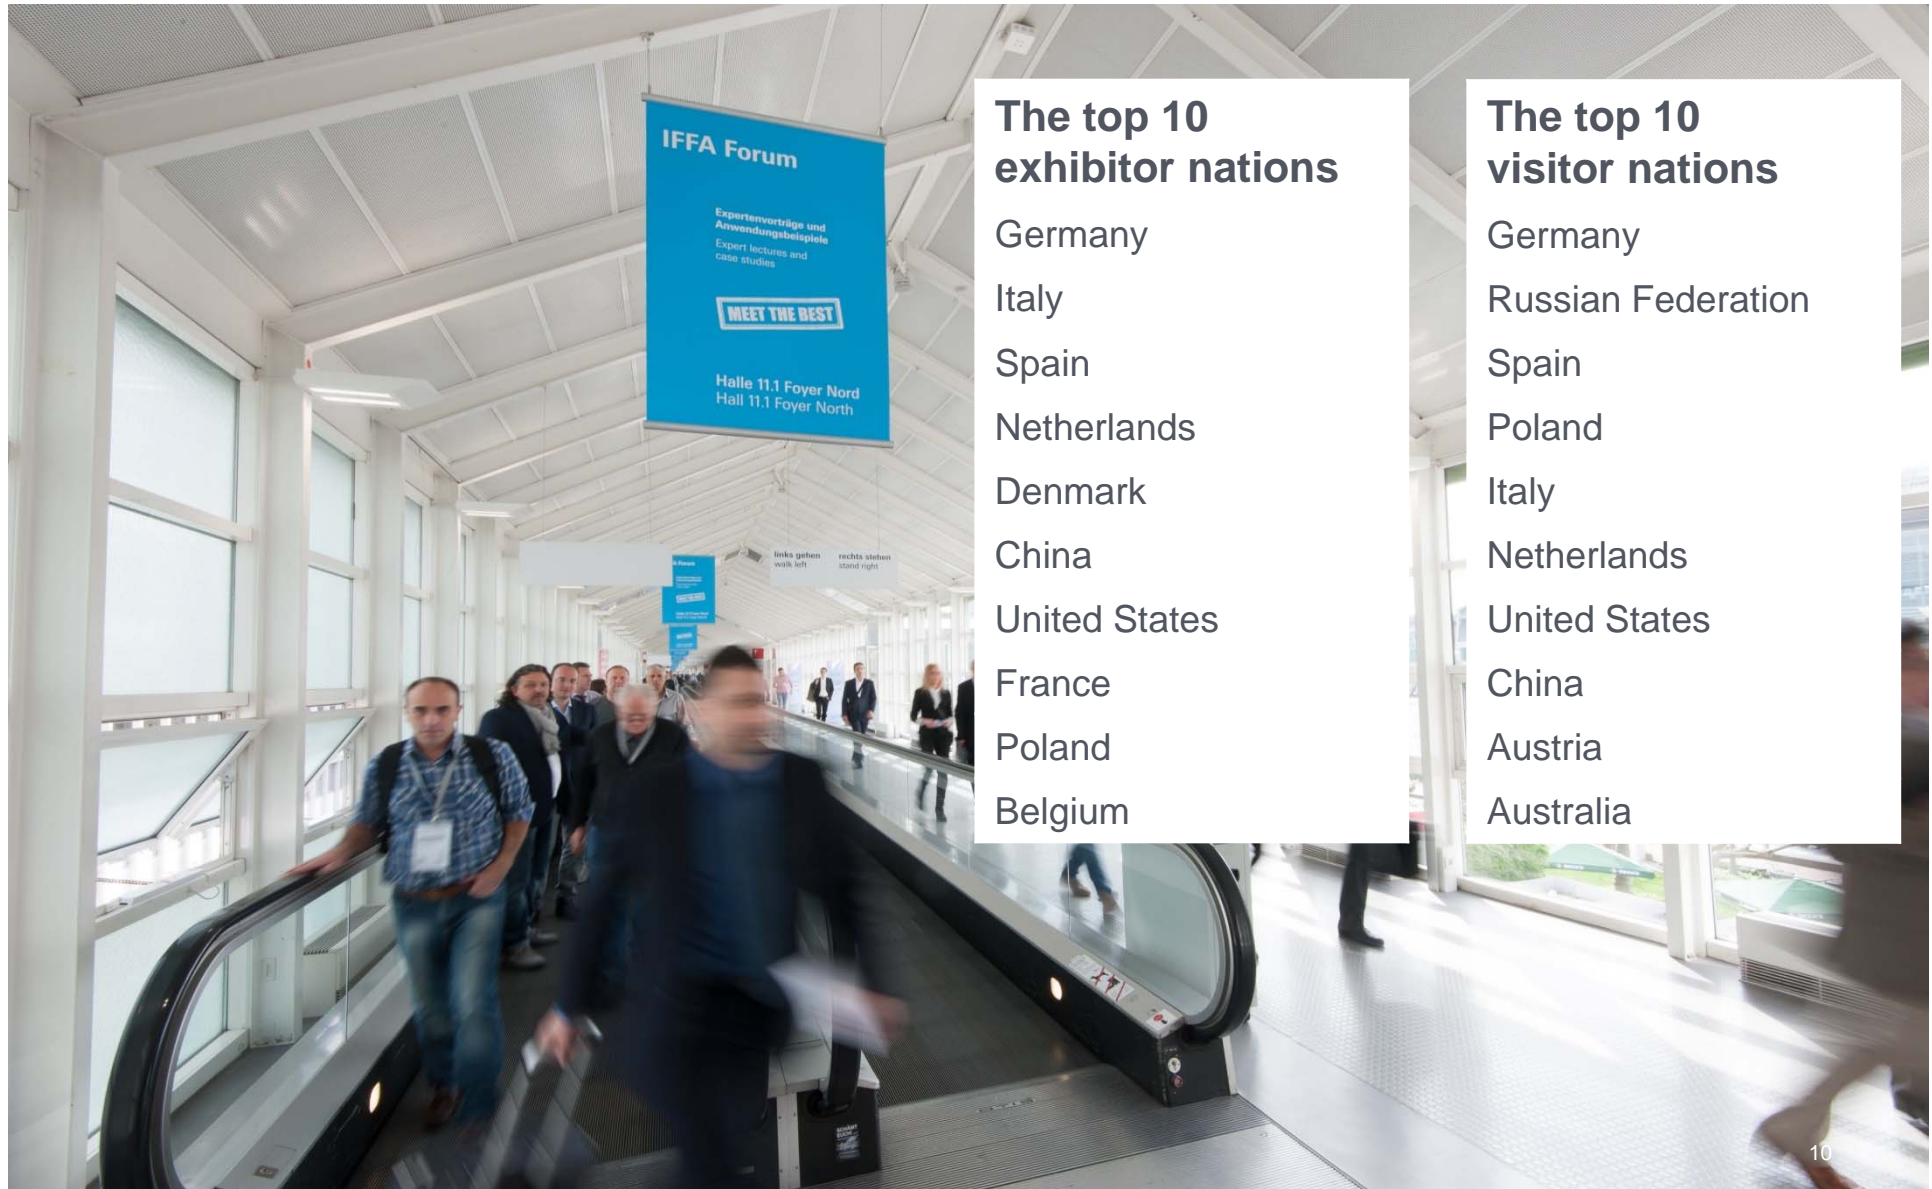 IFFA Forum
Expertenvorträge und
Anwendungsbeispiele
Expert lectures and
case studies
MEET THE BEST
Halle 11.1 Foyer Nord
Hall 11.1 Foyer North
links gehen
walk left
rechts stehen
stand right
The top 10
exhibitor nations
Germany
Italy
Spain
Netherlands
Denmark
China
United States
France
Poland
Belgium
The top 10
visitor nations
Germany
Russian Federation
Spain
Poland
Italy
Netherlands
United States
China
Austria
Australia
10